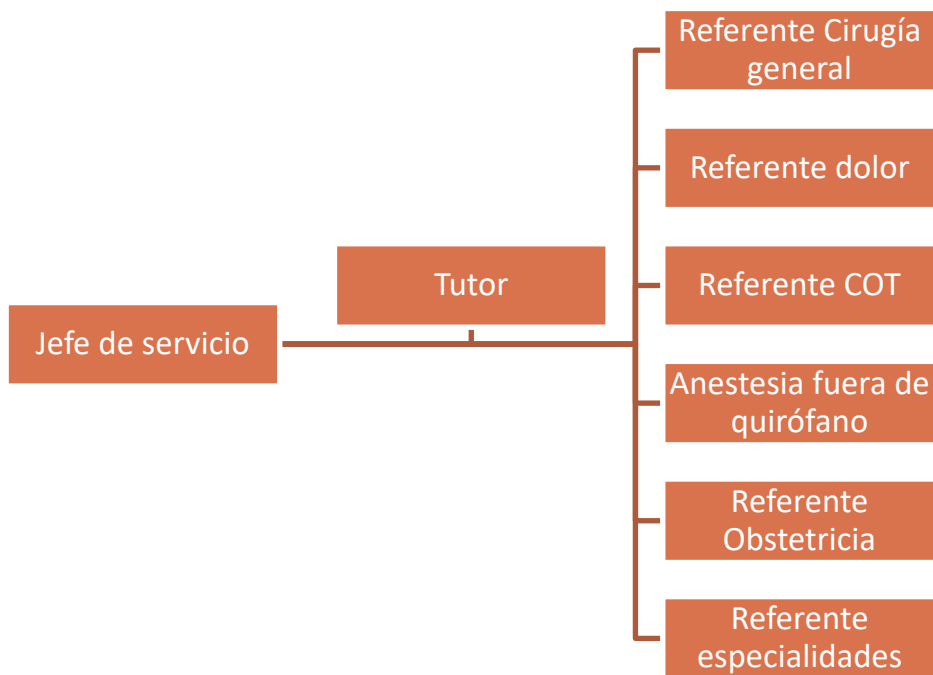 Jefe de servicio
Tutor
Referente Cirugía
general
Referente dolor
Referente COT
Anestesia fuera de
quirófano
Referente
Obstetricia
Referente
especialidades